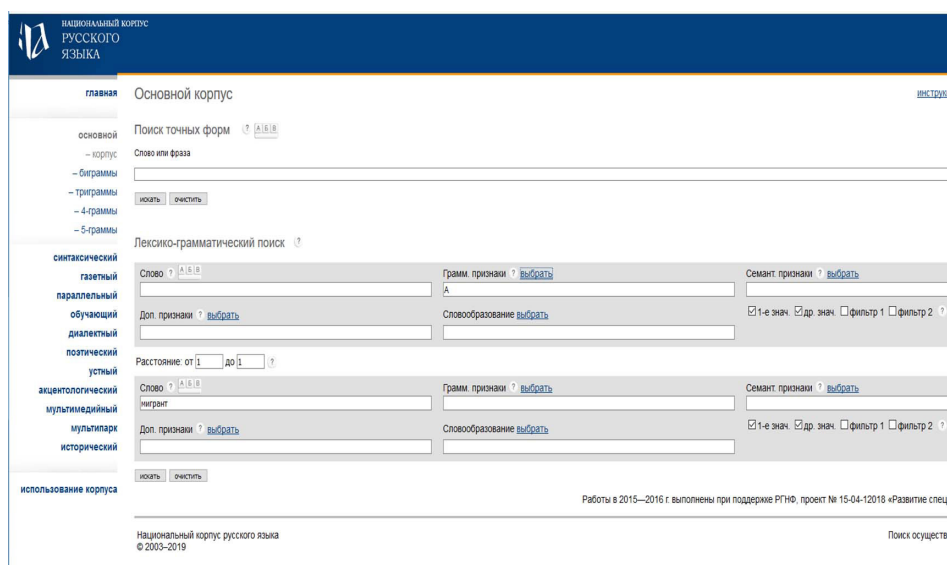 НАЦИОНАЛЬНЫЙ КОРПУС
РУССКОГО
ЯЗЫКА
главная
основной
– корпус
– биграммы
– триграммы
– 4-граммы
– 5-граммы
синтаксический
газетный
параллельный
обучающий
диалектный
поэтический
устный
акцентологический
мультимедийный
мультипарк
исторический
использование корпуса
Основной корпус
инструк
Поиск точных форм ? А Б В
Слово или фраза
искать очистить
Лексико-грамматический поиск ?
Слово ? А Б В Грамм. признаки ? выбрать Семант. признаки ? выбрать
А
Доп. признаки ? выбрать Словообразование выбрать 1-е знач. др. знач. фильтр 1 фильтр 2 ?
Расстояние: от 1 до 1 ?
Слово ? А Б В Грамм. признаки ? выбрать Семант. признаки ? выбрать
мигрант
Доп. признаки ? выбрать Словообразование выбрать 1-е знач. др. знач. фильтр 1 фильтр 2 ?
искать очистить
Работы в 2015—2016 г. выполнены при поддержке РГНФ, проект № 15-04-12018 «Развитие спец
Национальный корпус русского языка Поиск осуществ
© 2003–2019